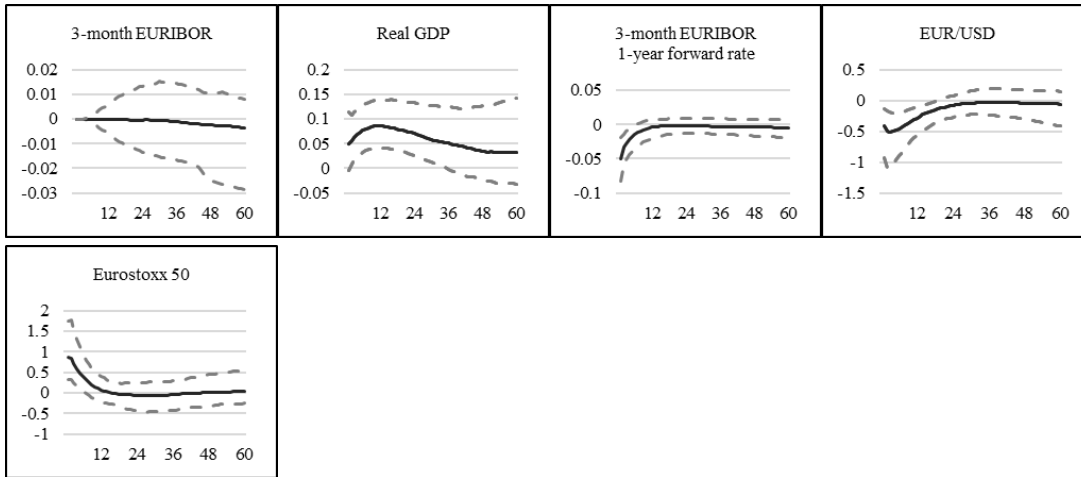 3-month EURIBOR
0.02
0.01
0
-0.01
-0.02
-0.03
12 24 36 48 60
Real GDP
0.2
0.15
0.1
0.05
0
-0.05
12 24 36 48 60
3-month EURIBOR
1-year forward rate
0.05
0
-0.05
-0.1
12 24 36 48 60
EUR/USD
0.5
0
-0.5
-1
-1.5
12 24 36 48 60
Eurostoxx 50
2
1.5
1
0.5
0
-0.5
-1
12 24 36 48 60